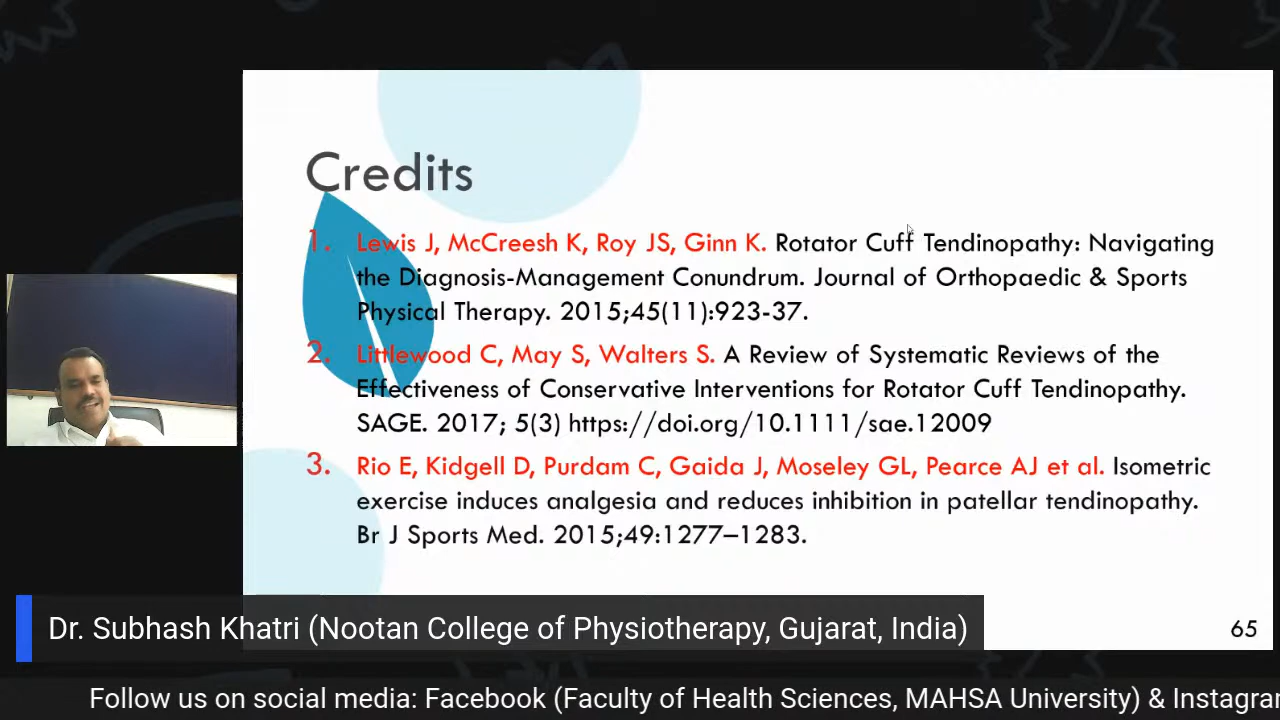 Credits
1. Lewis J, McCreesh K, Roy JS, Ginn K. Rotator Cuff Tendinopathy: Navigating
the Diagnosis-Management Conundrum. Journal of Orthopaedic & Sports
Physical Therapy. 2015;45(11):923-37.
2. Littlewood C, May S, Walters S. A Review of Systematic Reviews of the
Effectiveness of Conservative Interventions for Rotator Cuff Tendinopathy.
SAGE. 2017; 5(3) https://doi.org/10.1111/sae.12009
3. Rio E, Kidgell D, Purdam C, Gaida J, Moseley GL, Pearce AJ et al. Isometric
exercise induces analgesia and reduces inhibition in patellar tendinopathy.
Br J Sports Med. 2015;49:1277–1283.
Dr. Subhash Khatri (Nootan College of Physiotherapy, Gujarat, India)
65
Follow us on social media: Facebook (Faculty of Health Sciences, MAHSA University) & Instagra